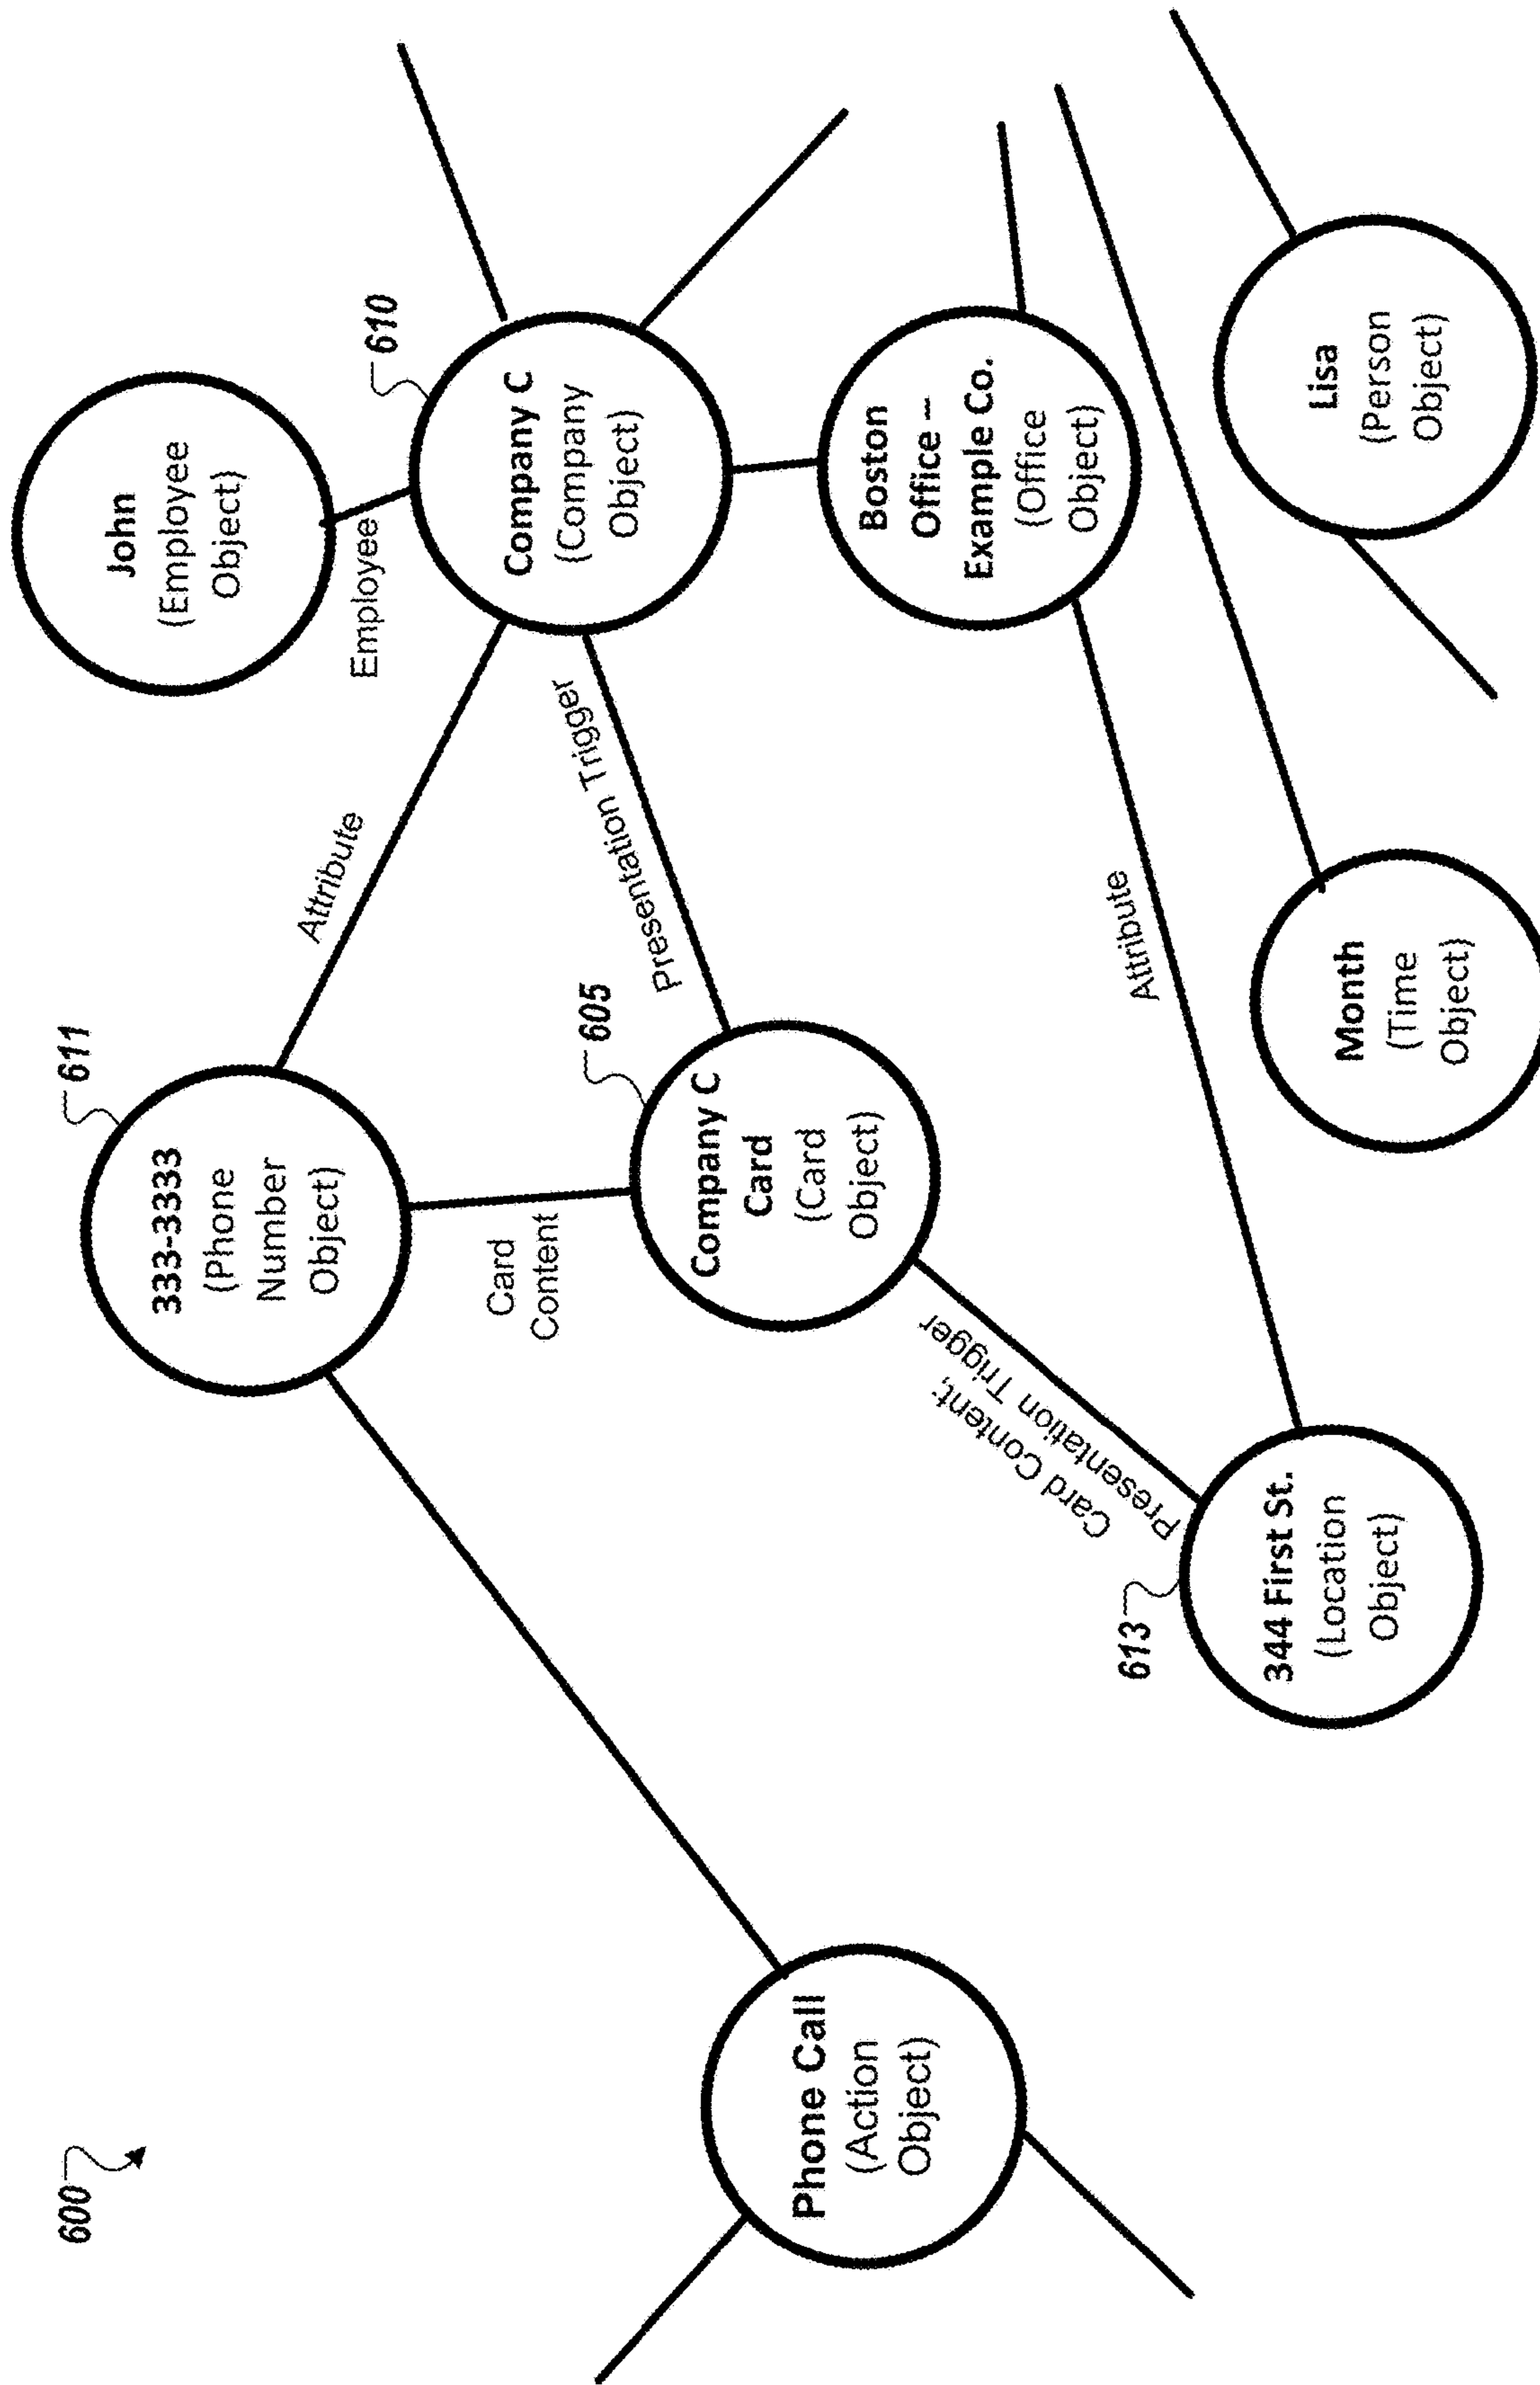 600
611
333-3333
(Phone
Number
Object)
Attribute
John
(Employee
Object)
Employee
610
Company C
(Company
Object)
Card
Content
605
Presentation Trigger
Company C
Card
(Card
Object)
Phone Call
(Action
Object)
Card Content;
Presentation Trigger
Boston
Office –
Example Co.
(Office
Object)
Attribute
613
344 First St.
(Location
Object)
Month
(Time
Object)
Lisa
(Person
Object)